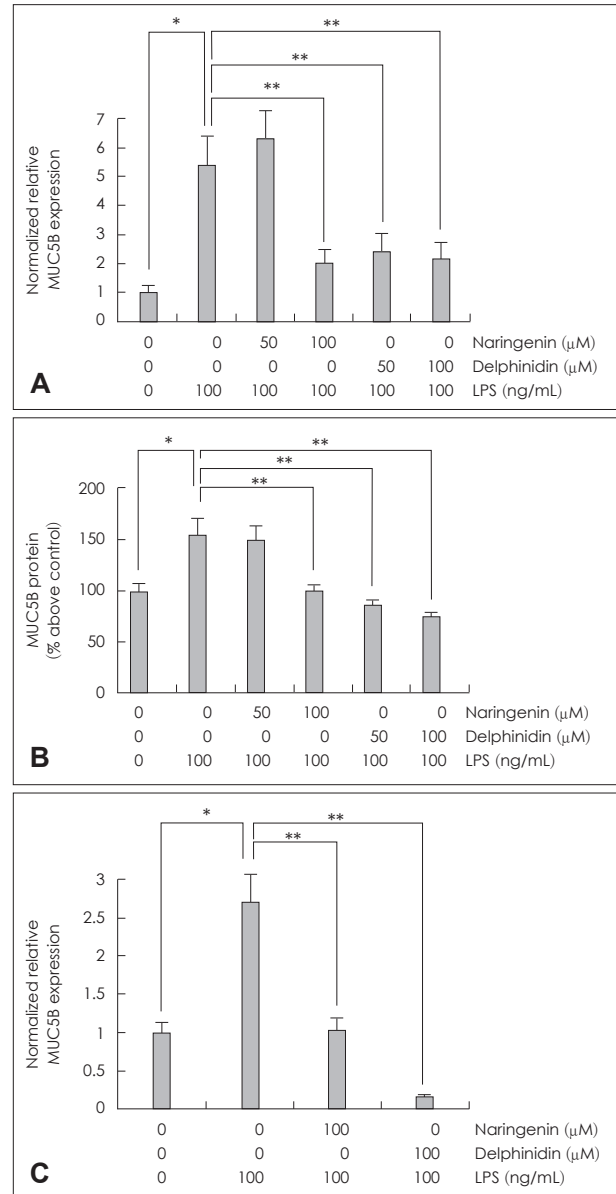 *
**
**
**
7
6
5
4
3
2
1
0
Normalized relative
MUC5B expression
0 0 50 100 0 0 Naringenin (μM)
0 0 0 0 50 100 Delphinidin (μM)
0 100 100 100 100 100 LPS (ng/mL)
A
*
**
**
**
200
150
100
50
0
MUC5B protein
(% above control)
0 0 50 100 0 0 Naringenin (μM)
0 0 0 0 50 100 Delphinidin (μM)
0 100 100 100 100 100 LPS (ng/mL)
B
*
**
**
3
2.5
2
1.5
1
0.5
0
Normalized relative
MUC5B expression
0 0 100 0 Naringenin (μM)
0 0 0 100 Delphinidin (μM)
0 100 100 100 LPS (ng/mL)
C